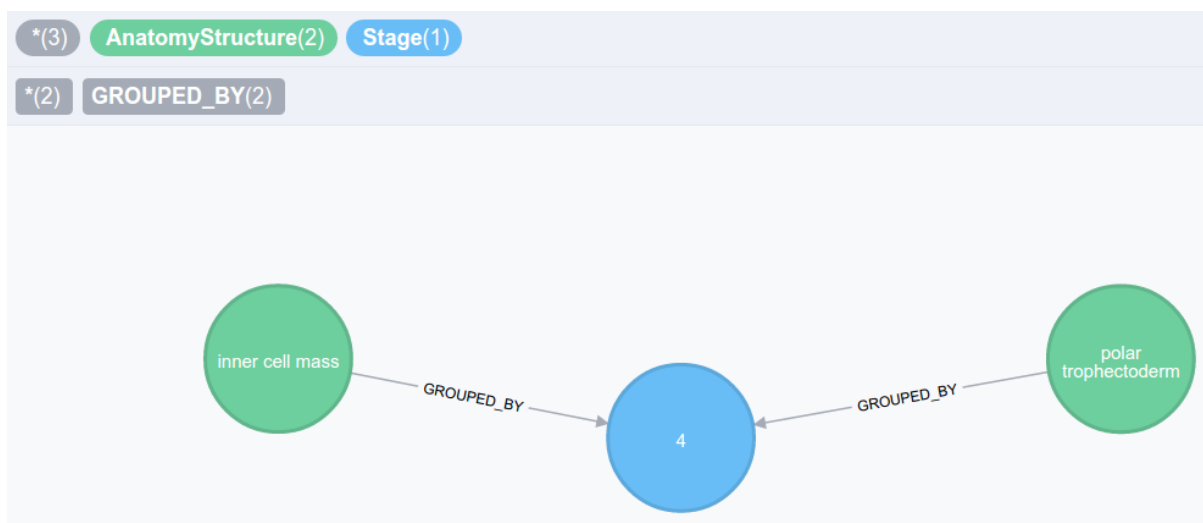 *(3) AnatomyStructure(2) Stage(1)
*(2) GROUPED_BY(2)
inner cell mass
GROUPED_BY
4
GROUPED_BY
polar
trophectoderm